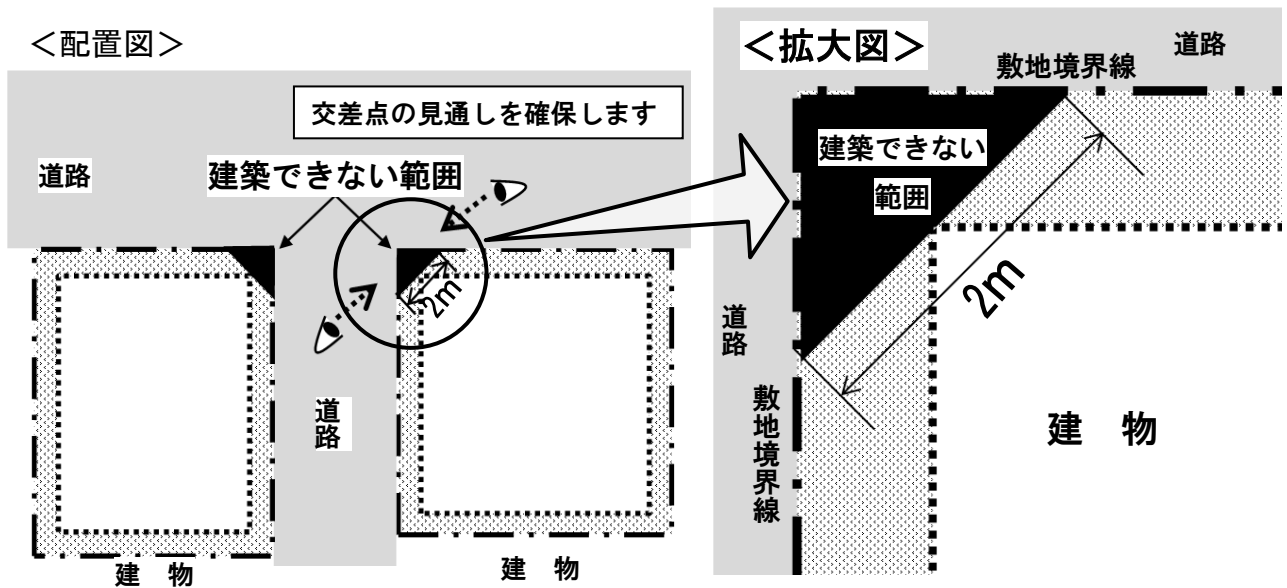 ＜配置図＞
交差点の見通しを確保します
道路
建築できない範囲
2m
道路
建　物
建　物
＜拡大図＞
道路
敷地境界線
建築できない
範囲
2m
道路
敷地境界線
建　物